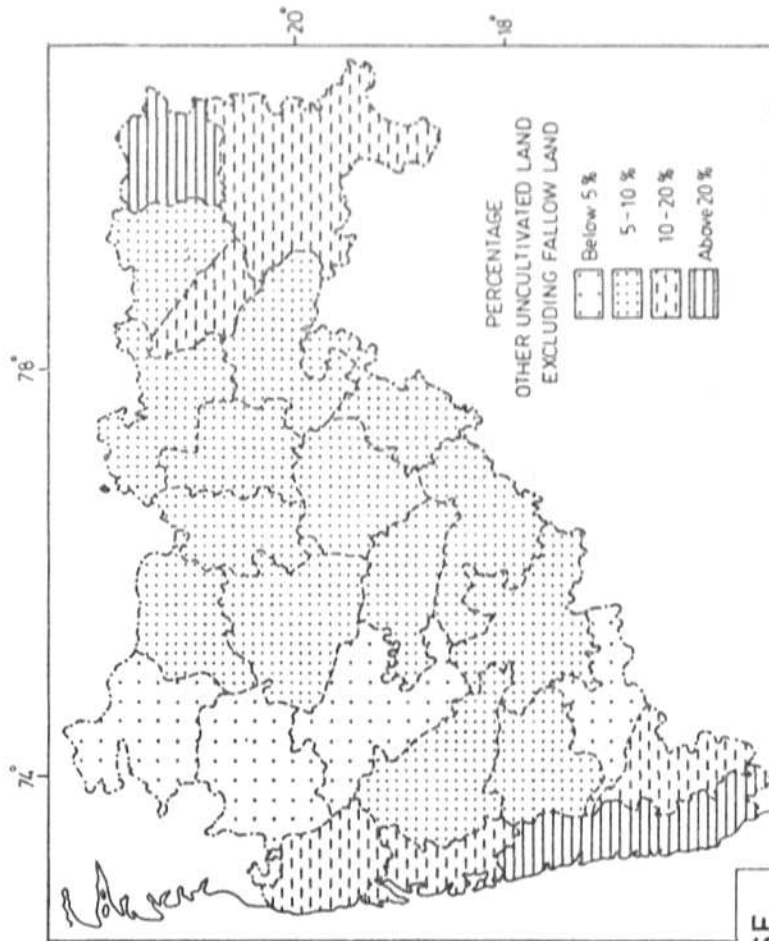 20°
18°
78°
74°
PERCENTAGE
OTHER UNCULTIVATED LAND
EXCLUDING FALLOW LAND
Below 5%
5-10 %
10-20%
Above 20%